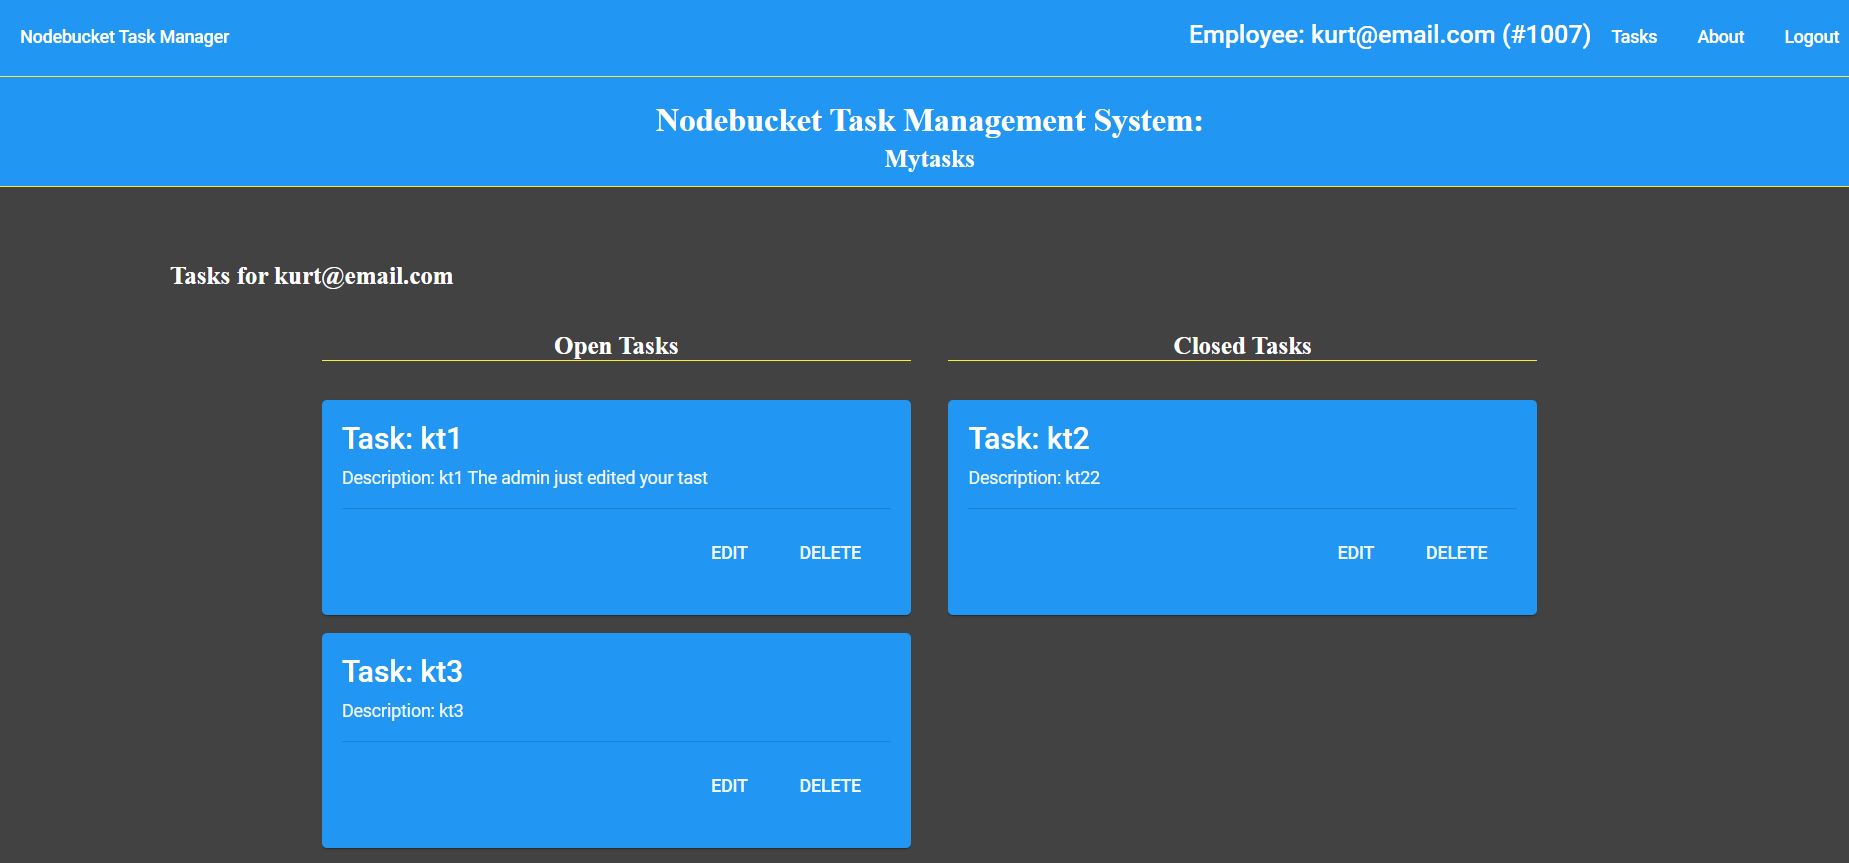 Nodebucket Task Manager
Employee: kurt@email.com (#1007) Tasks About Logout
Nodebucket Task Management System:
Mytasks
Tasks for kurt@email.com
Open Tasks
Task: kt1
Description: kt1 The admin just edited your tast
EDIT DELETE
Task: kt3
Description: kt3
EDIT DELETE
Closed Tasks
Task: kt2
Description: kt22
EDIT DELETE